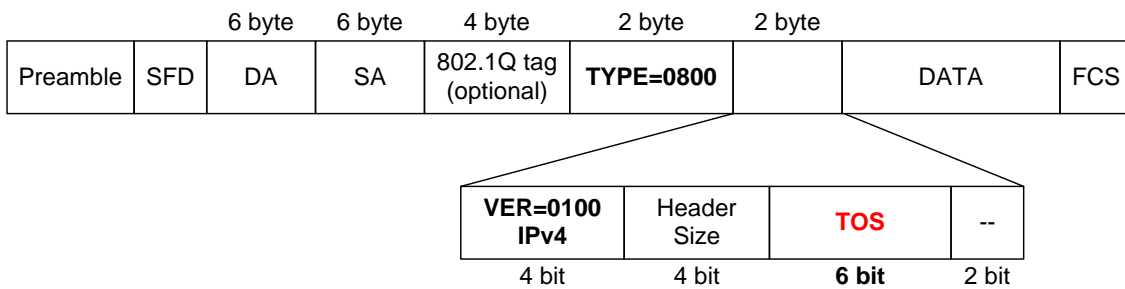 6 byte 6 byte 4 byte 2 byte 2 byte
Preamble SFD DA SA 802.1Q tag (optional) TYPE=0800 DATA FCS
VER=0100 IPv4 Header Size TOS --
4 bit 4 bit 6 bit 2 bit